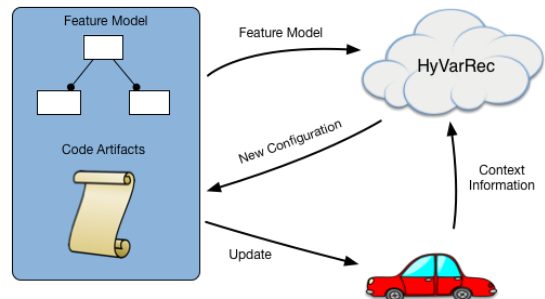 Feature Model
Feature Model
HyVarRec
New Configuration
Code Artifacts
Context
Information
Update